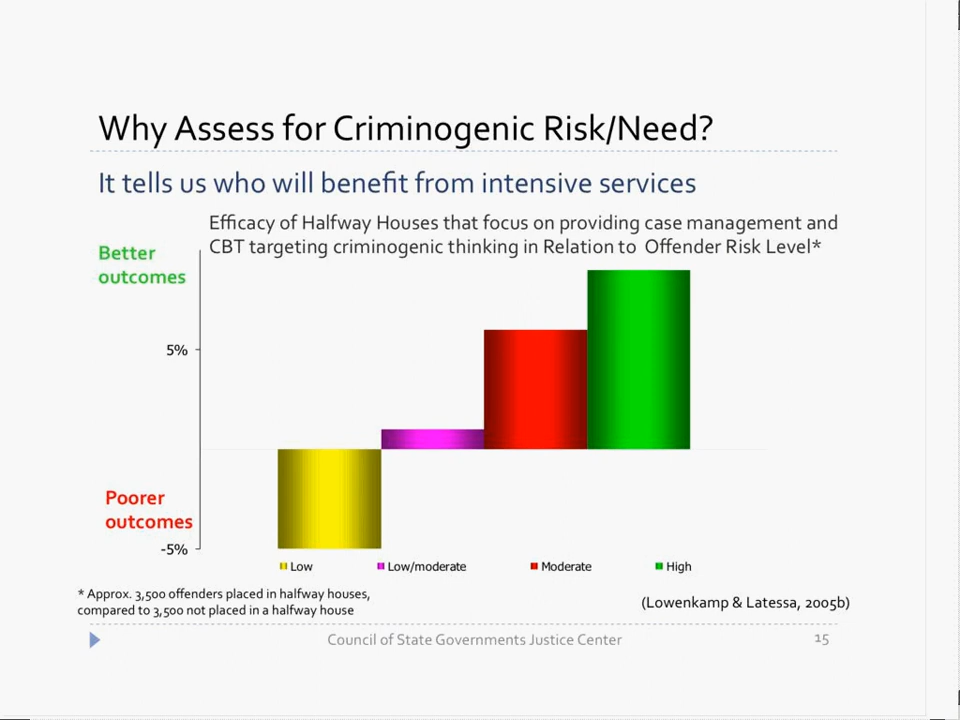 Why Assess for Criminogenic Risk/Need?
It tells us who will benefit from intensive services
Efficacy of Halfway Houses that focus on providing case management and
CBT targeting criminogenic thinking in Relation to Offender Risk Level*
Better
outcomes
5%
Poorer
outcomes
-5%
Low
Low/moderate
Moderate
High
* Approx. 3,500 offenders placed in halfway houses,
compared to 3,500 not placed in a halfway house
(Lowenkamp & Latessa, 2005b)
Council of State Governments Justice Center
15